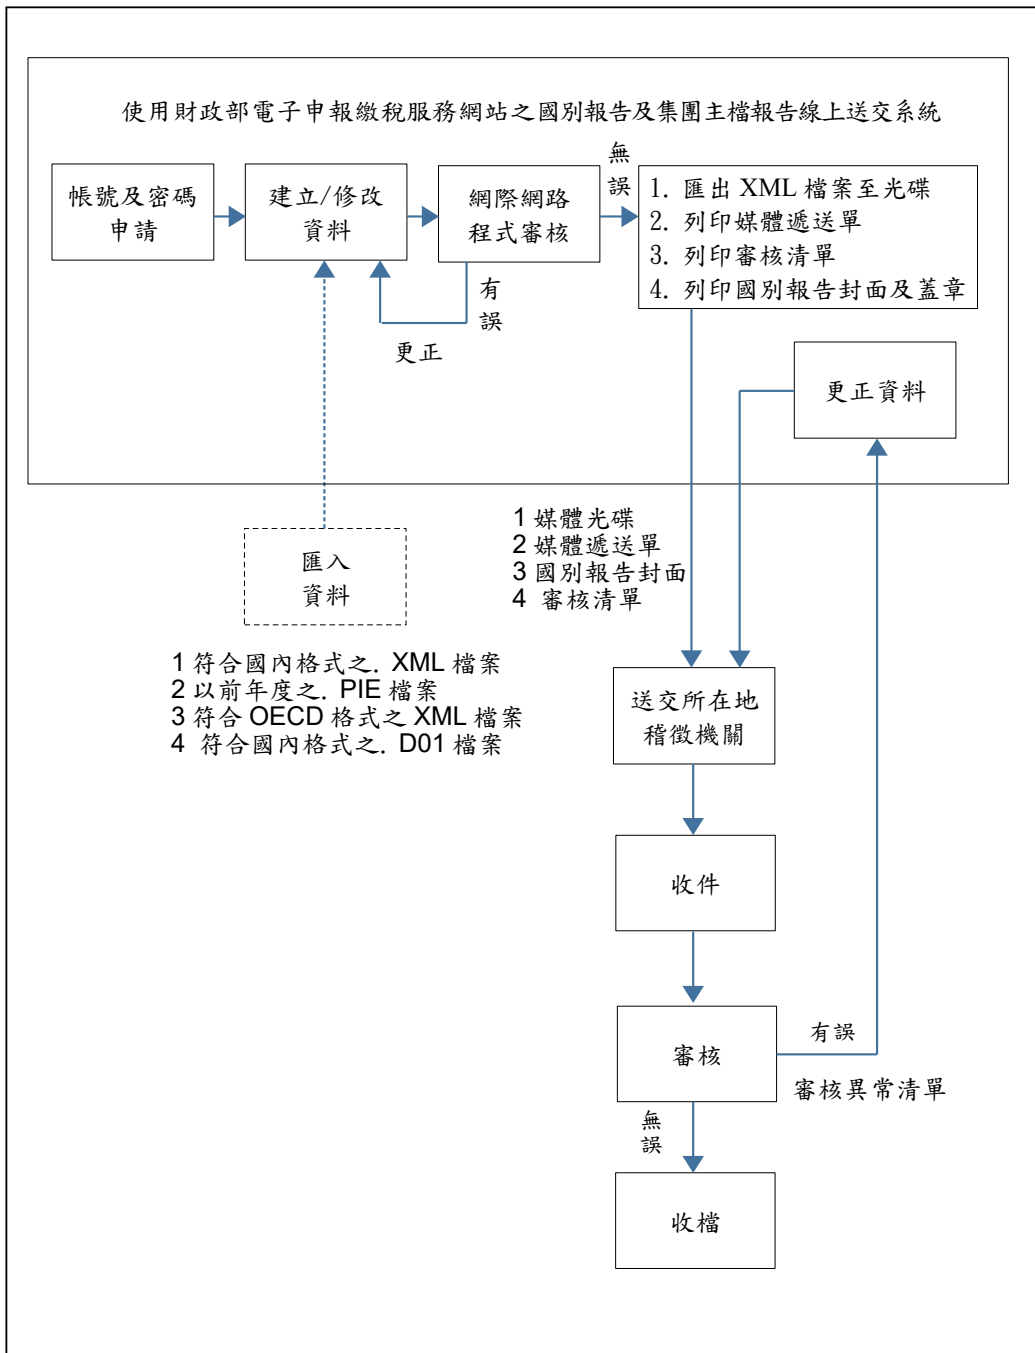 使用財政部電子申報繳稅服務網站之國別報告及集團主檔報告線上送交系統
帳號及密碼
申請
建立/修改
資料
網際網路
程式審核
無
誤
1. 匯出 XML 檔案至光碟
2. 列印媒體遞送單
3. 列印審核清單
4. 列印國別報告封面及蓋章
有
誤
更正
更正資料
匯入
資料
1 符合國內格式之. XML 檔案
2 以前年度之. PIE 檔案
3 符合 OECD 格式之 XML 檔案
4 符合國內格式之. D01 檔案
1 媒體光碟
2 媒體遞送單
3 國別報告封面
4 審核清單
送交所在地
稽徵機關
收件
審核
有誤
審核異常清單
無
誤
收檔